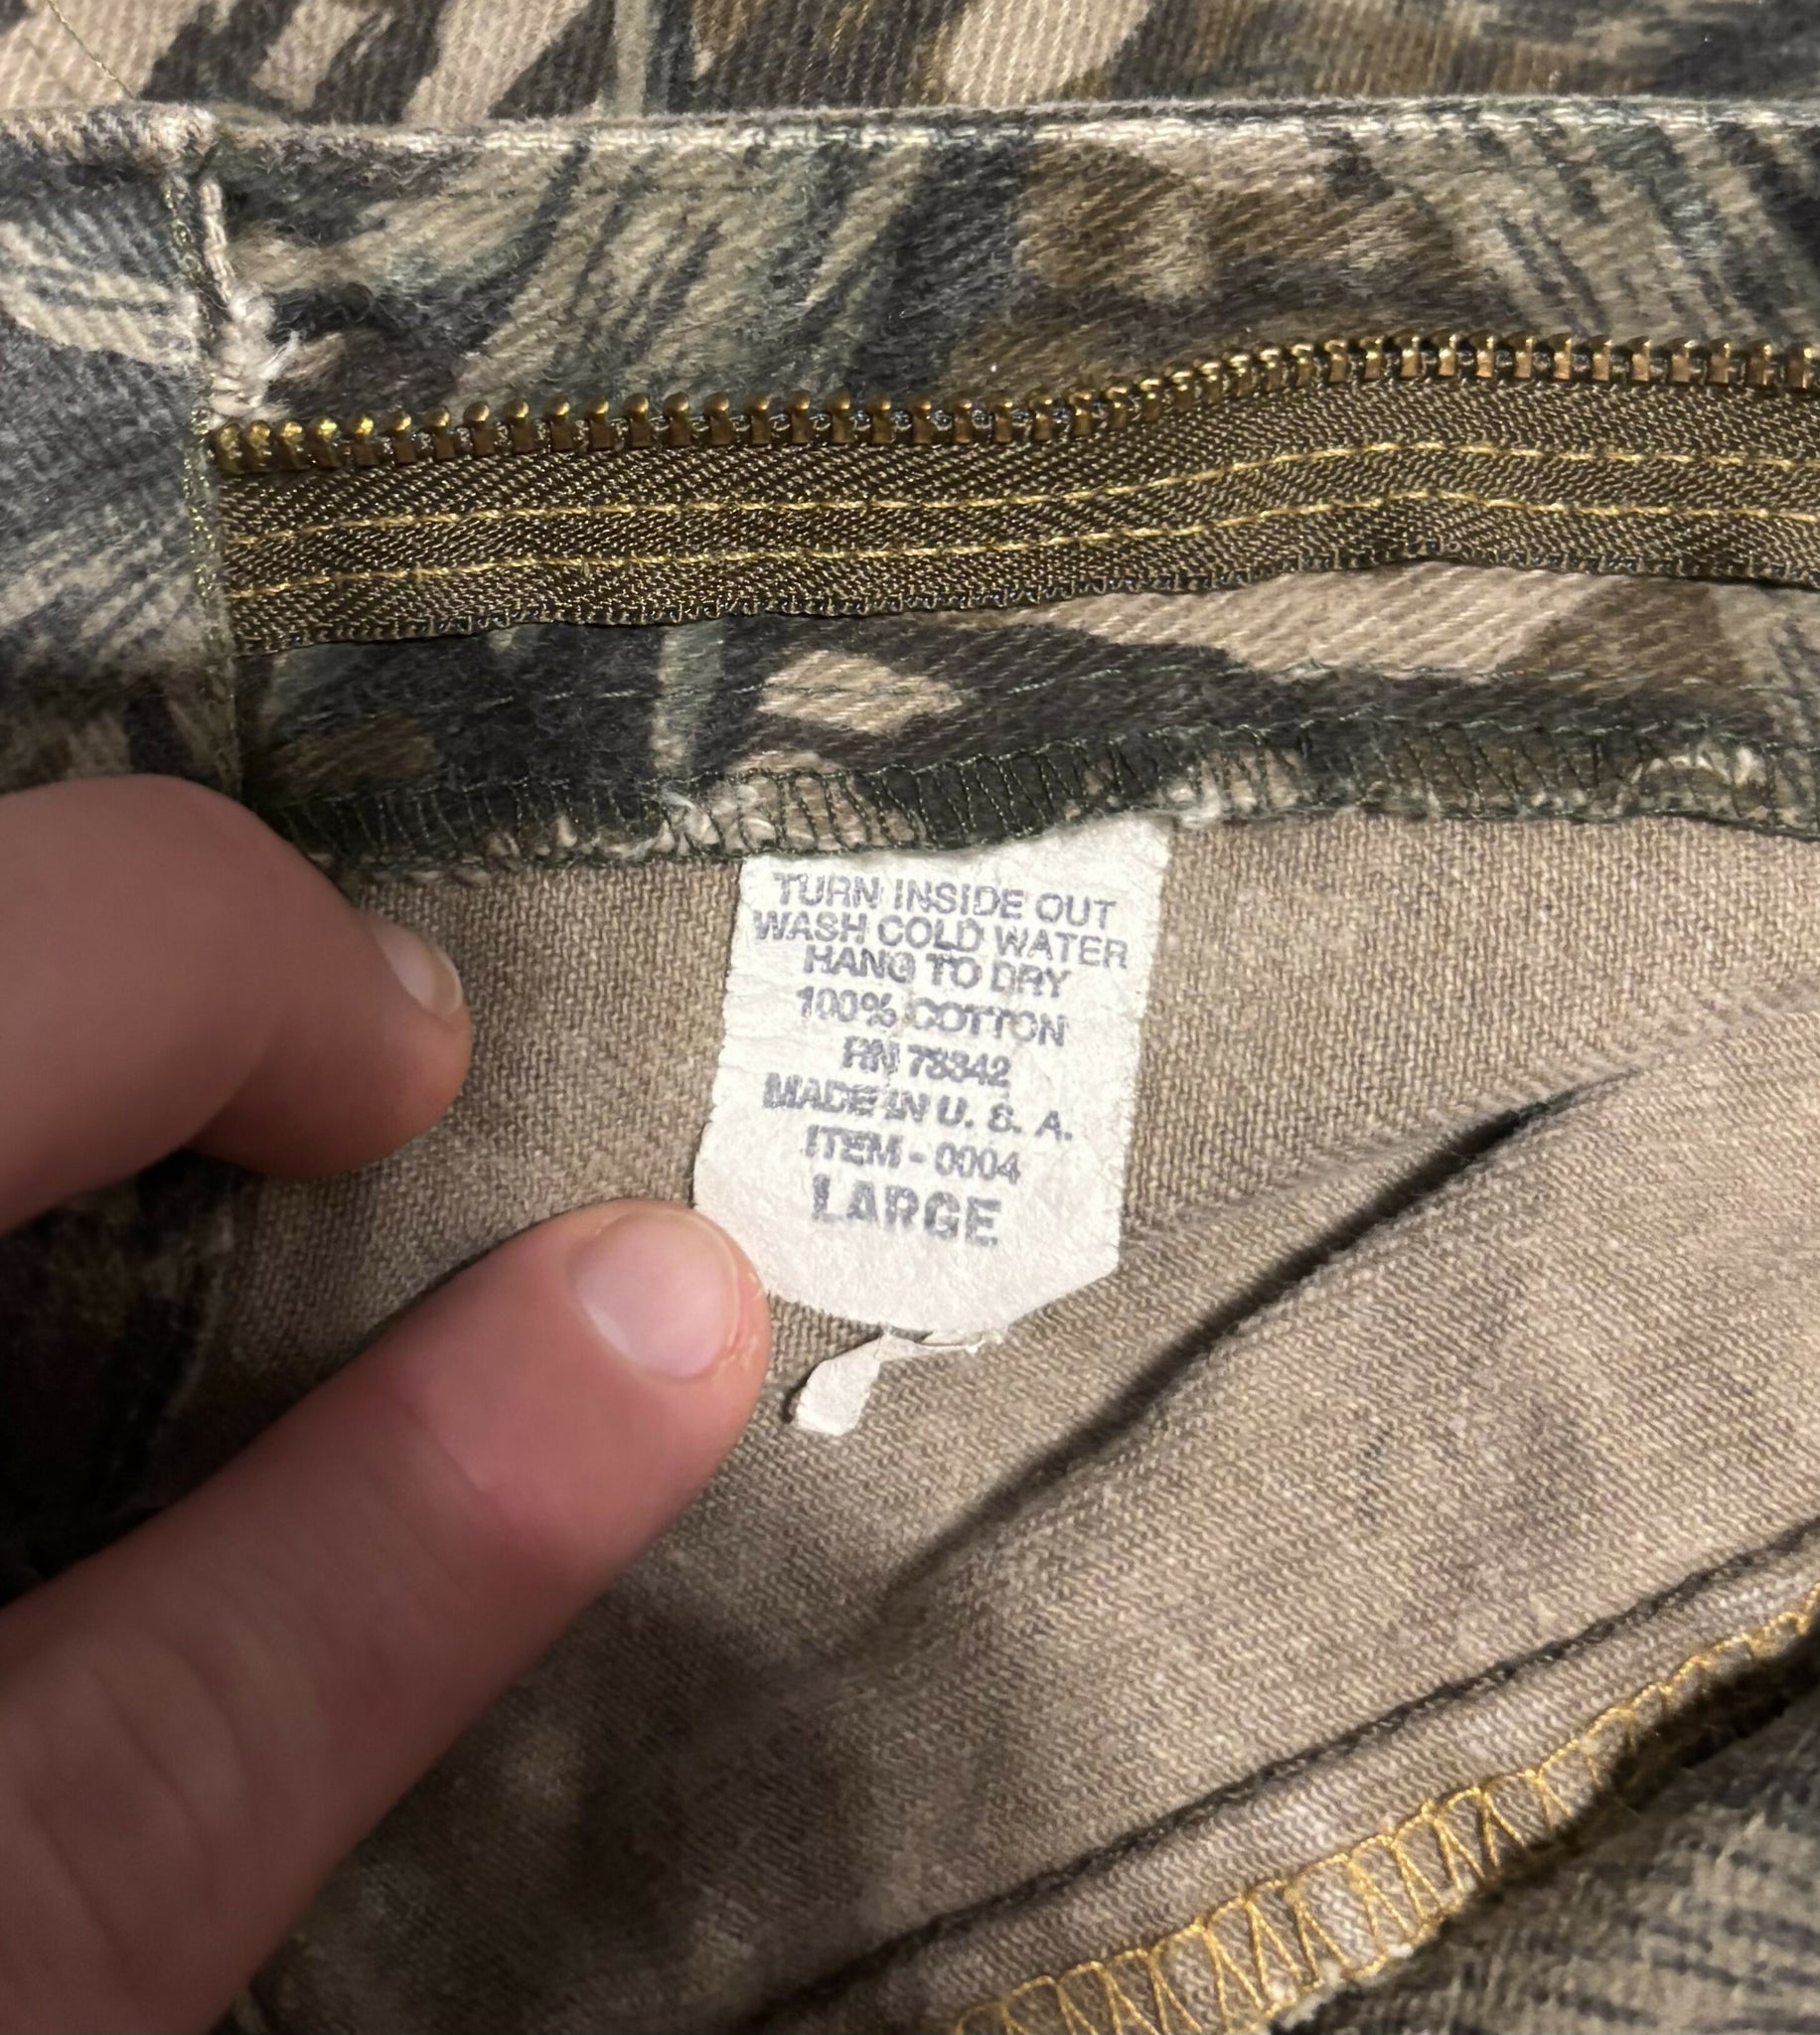 TURN INSIDE OUT
WASH COLD WATER
HANG TO DRY
100% COTTON
RN 78342
MADE IN U. S. A.
ITEM - 0004
LARGE